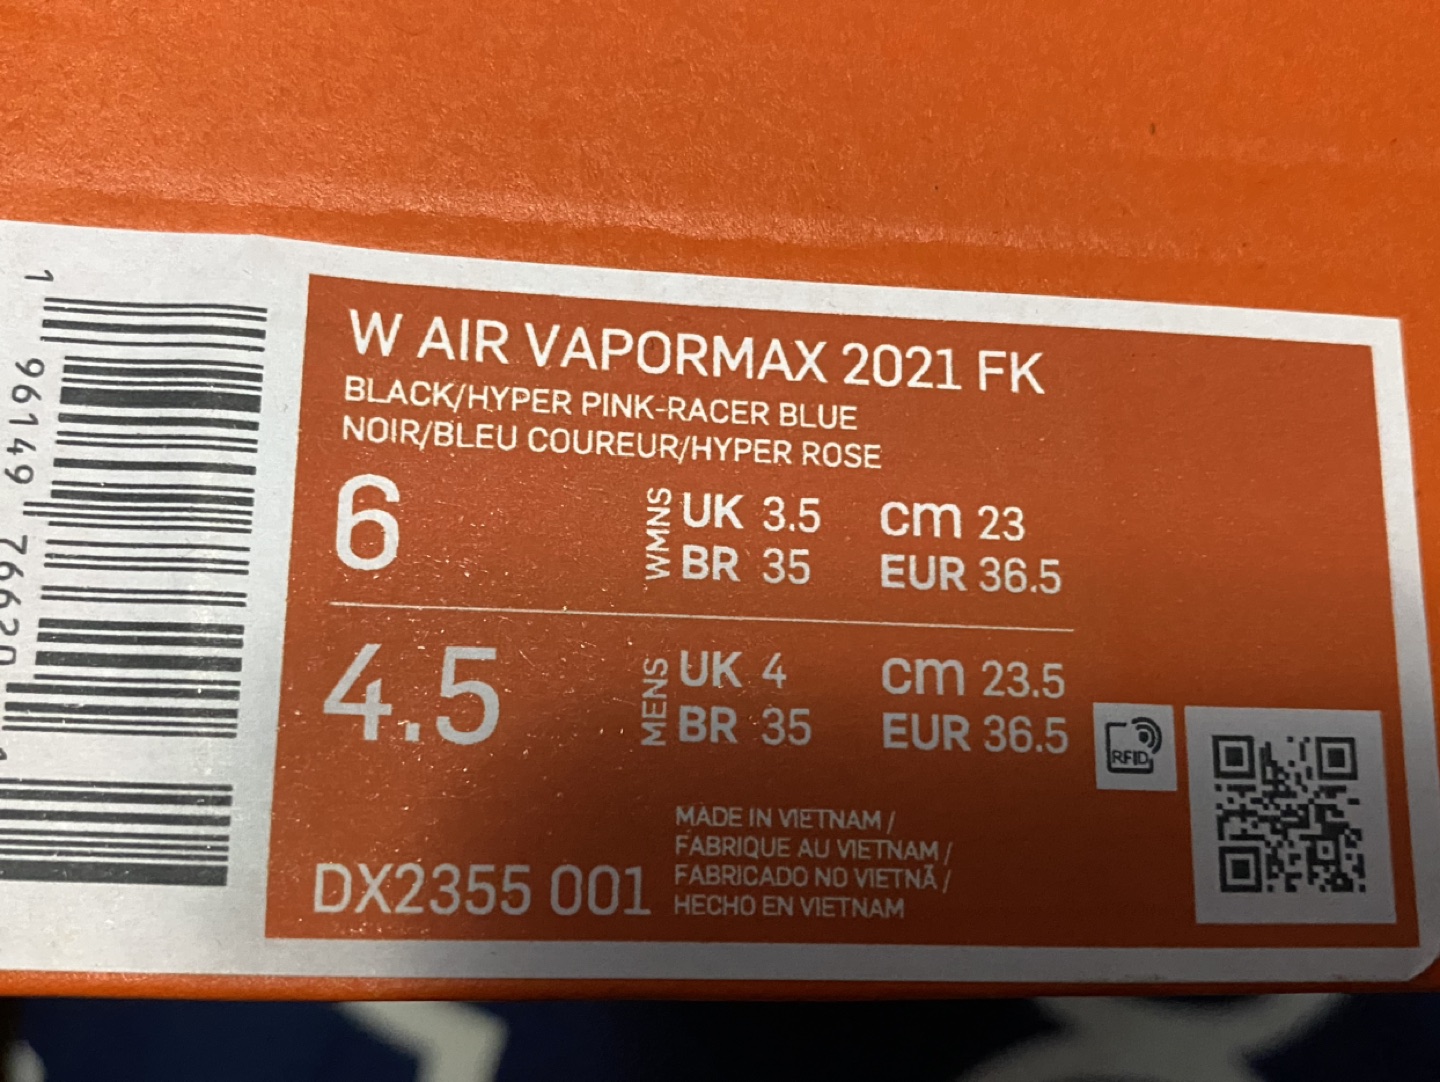 W AIR VAPORMAX 2021 FK
BLACK/HYPER PINK-RACER BLUE
NOIR/BLEU COUREUR/HYPER ROSE
6
WMNS
UK 3.5 cm 23
BR 35 EUR 36.5
4.5
MENS
UK 4 cm 23.5
BR 35 EUR 36.5
DX2355 001
MADE IN VIETNAM /
FABRIQUE AU VIETNAM /
FABRICADO NO VIETNÃ /
HECHO EN VIETNAM
RFID
1 96149 76620 1